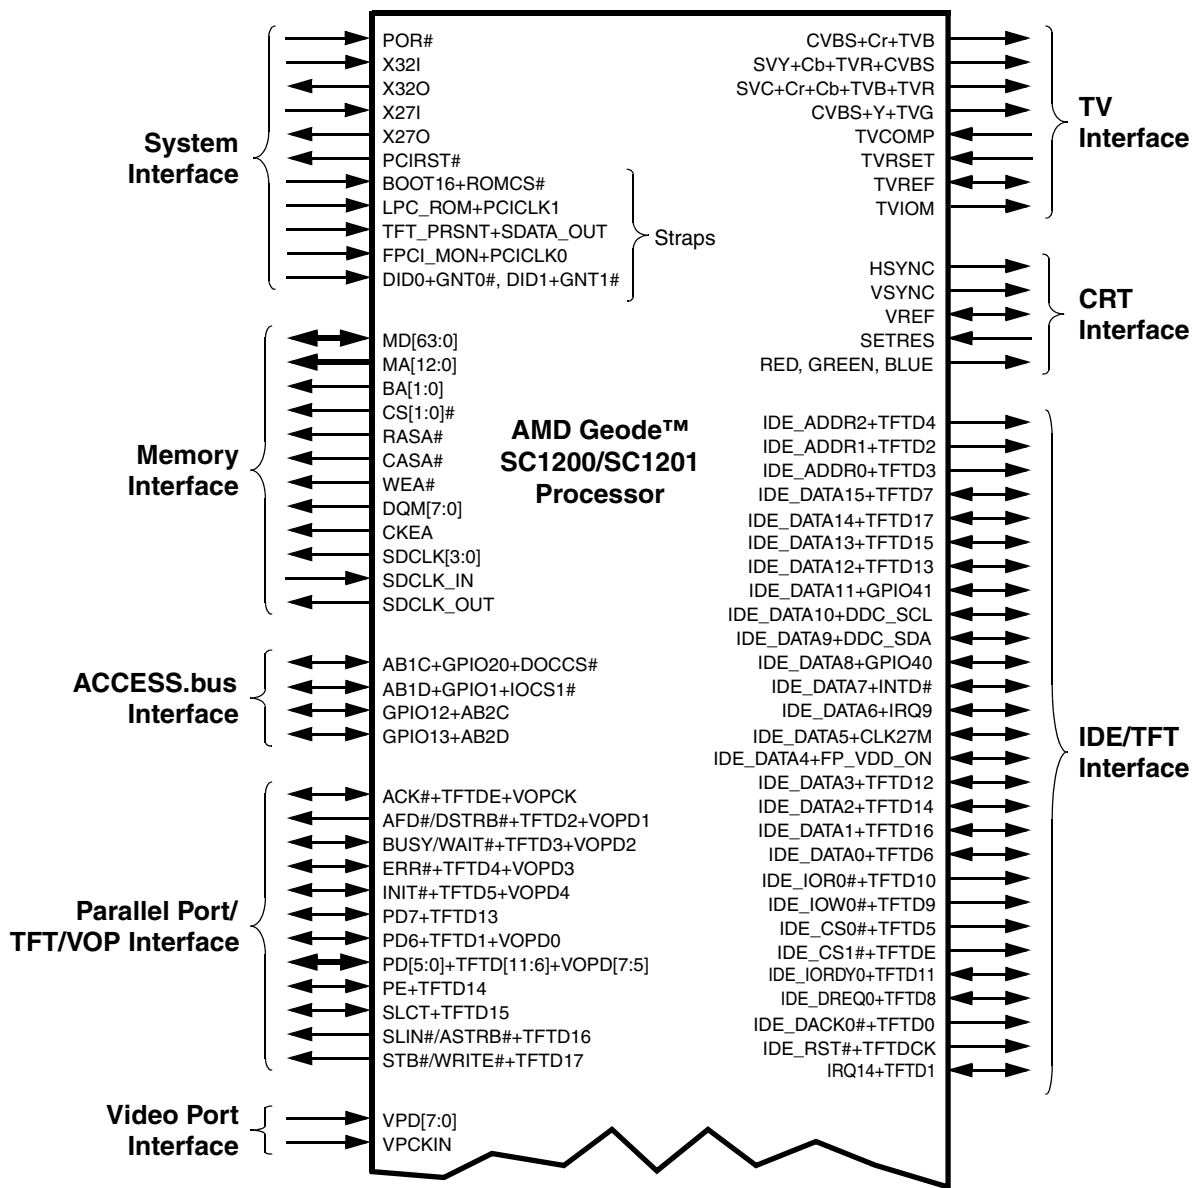 System
Interface
POR#
X32I
X32O
X27I
X27O
PCIRST#
BOOT16+ROMCS#
LPC_ROM+PCICLK1
TFT_PRSNT+SDATA_OUT
FPCI_MON+PCICLK0
DID0+GNT0#, DID1+GNT1#
Straps
Memory
Interface
MD[63:0]
MA[12:0]
BA[1:0]
CS[1:0]#
RASA#
CASA#
WEA#
DQM[7:0]
CKEA
SDCLK[3:0]
SDCLK_IN
SDCLK_OUT
ACCESS.bus
Interface
AB1C+GPIO20+DOCCS#
AB1D+GPIO1+IOCS1#
GPIO12+AB2C
GPIO13+AB2D
Parallel Port/
TFT/VOP Interface
ACK#+TFTDE+VOPCK
AFD#/DSTRB#+TFTD2+VOPD1
BUSY/WAIT#+TFTD3+VOPD2
ERR#+TFTD4+VOPD3
INIT#+TFTD5+VOPD4
PD7+TFTD13
PD6+TFTD1+VOPD0
PD[5:0]+TFTD[11:6]+VOPD[7:5]
PE+TFTD14
SLCT+TFTD15
SLIN#/ASTRB#+TFTD16
STB#/WRITE#+TFTD17
Video Port
Interface
VPD[7:0]
VPCKIN
AMD Geode™
SC1200/SC1201
Processor
CVBS+Cr+TVB
SVY+Cb+TVR+CVBS
SVC+Cr+Cb+TVB+TVR
CVBS+Y+TVG
TVCOMP
TVRSET
TVREF
TVIOM
TV
Interface
HSYNC
VSYNC
VREF
SETRES
RED, GREEN, BLUE
CRT
Interface
IDE_ADDR2+TFTD4
IDE_ADDR1+TFTD2
IDE_ADDR0+TFTD3
IDE_DATA15+TFTD7
IDE_DATA14+TFTD17
IDE_DATA13+TFTD15
IDE_DATA12+TFTD13
IDE_DATA11+GPIO41
IDE_DATA10+DDC_SCL
IDE_DATA9+DDC_SDA
IDE_DATA8+GPIO40
IDE_DATA7+INTD#
IDE_DATA6+IRQ9
IDE_DATA5+CLK27M
IDE_DATA4+FP_VDD_ON
IDE_DATA3+TFTD12
IDE_DATA2+TFTD14
IDE_DATA1+TFTD16
IDE_DATA0+TFTD6
IDE_IOR0#+TFTD10
IDE_IOW0#+TFTD9
IDE_CS0#+TFTD5
IDE_CS1#+TFTDE
IDE_IORDY0+TFTD11
IDE_DREQ0+TFTD8
IDE_DACK0#+TFTD0
IDE_RST#+TFTDCK
IRQ14+TFTD1
IDE/TFT
Interface